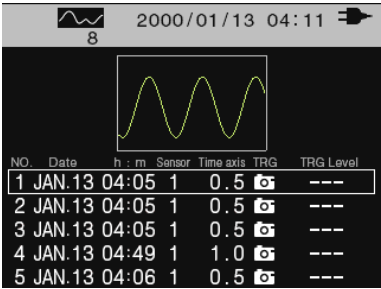 2000/01/13 04:11
8
NO. Date h : m Sensor Time axis TRG TRG Level
1 JAN.13 04:05 1 0.5 ---
2 JAN.13 04:05 1 0.5 ---
3 JAN.13 04:05 1 0.5 ---
4 JAN.13 04:49 1 1.0 ---
5 JAN.13 04:06 1 0.5 ---